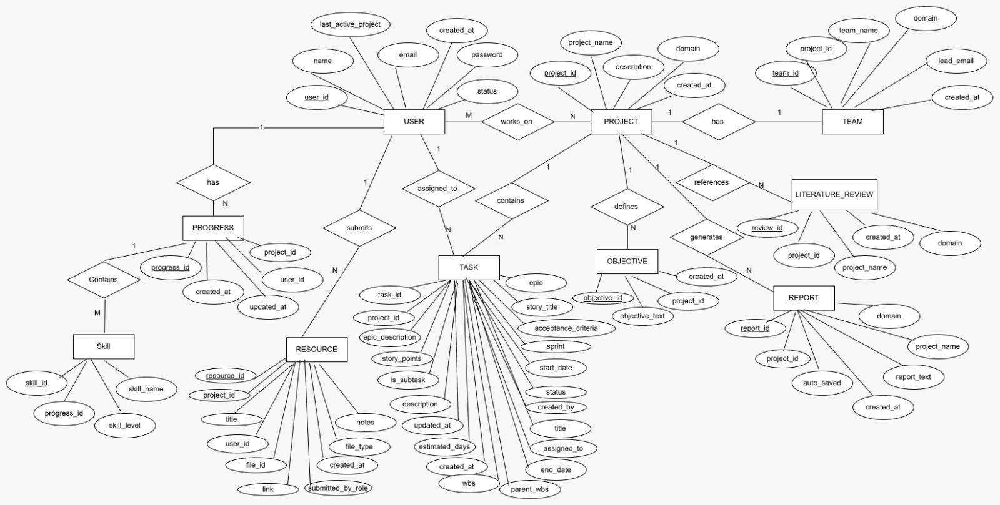 last_active_project
created_at
email
password
name
status
user_id
USER
project_name
domain
description
project_id
created_at
PROJECT
domain
team_name
project_id
lead_email
team_id
created_at
TEAM
M
works_on
N
1
has
1
1
has
N
PROGRESS
project_id
progress_id
user_id
created_at
updated_at
1
Contains
M
Skill
skill_id
skill_name
progress_id
skill_level
1
submits
N
RESOURCE
resource_id
project_id
title
user_id
file_id
link
submitted_by_role
created_at
file_type
notes
1
assigned_to
N
1
contains
N
TASK
epic
task_id
story_title
project_id
acceptance_criteria
epic_description
sprint
story_points
start_date
is_subtask
status
description
created_by
updated_at
title
estimated_days
assigned_to
created_at
end_date
wbs
parent_wbs
1
defines
N
OBJECTIVE
created_at
objective_id
project_id
objective_text
1
references
N
LITERATURE_REVIEW
review_id
created_at
domain
project_id
project_name
1
generates
N
REPORT
domain
report_id
project_name
project_id
report_text
auto_saved
created_at